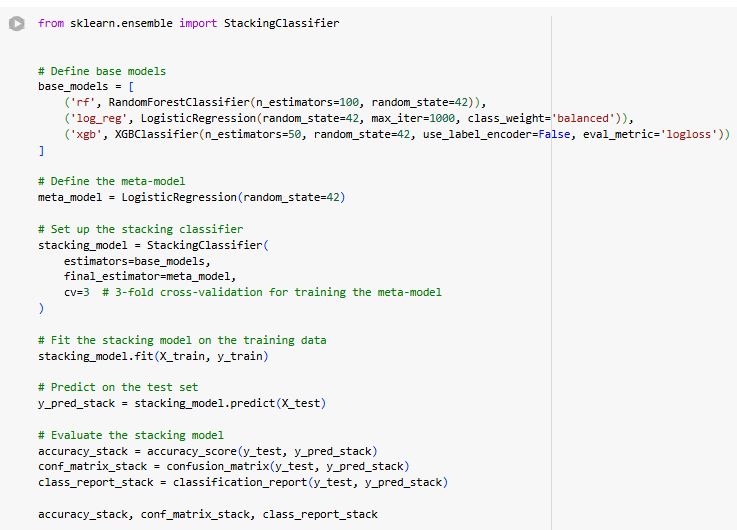 from sklearn.ensemble import StackingClassifier
# Define base models
base_models = [
    ('rf', RandomForestClassifier(n_estimators=100, random_state=42)),
    ('log_reg', LogisticRegression(random_state=42, max_iter=1000, class_weight='balanced')),
    ('xgb', XGBClassifier(n_estimators=50, random_state=42, use_label_encoder=False, eval_metric='logloss'))
]
# Define the meta-model
meta_model = LogisticRegression(random_state=42)
# Set up the stacking classifier
stacking_model = StackingClassifier(
    estimators=base_models,
    final_estimator=meta_model,
    cv=3  # 3-fold cross-validation for training the meta-model
)
# Fit the stacking model on the training data
stacking_model.fit(X_train, y_train)
# Predict on the test set
y_pred_stack = stacking_model.predict(X_test)
# Evaluate the stacking model
accuracy_stack = accuracy_score(y_test, y_pred_stack)
conf_matrix_stack = confusion_matrix(y_test, y_pred_stack)
class_report_stack = classification_report(y_test, y_pred_stack)
accuracy_stack, conf_matrix_stack, class_report_stack